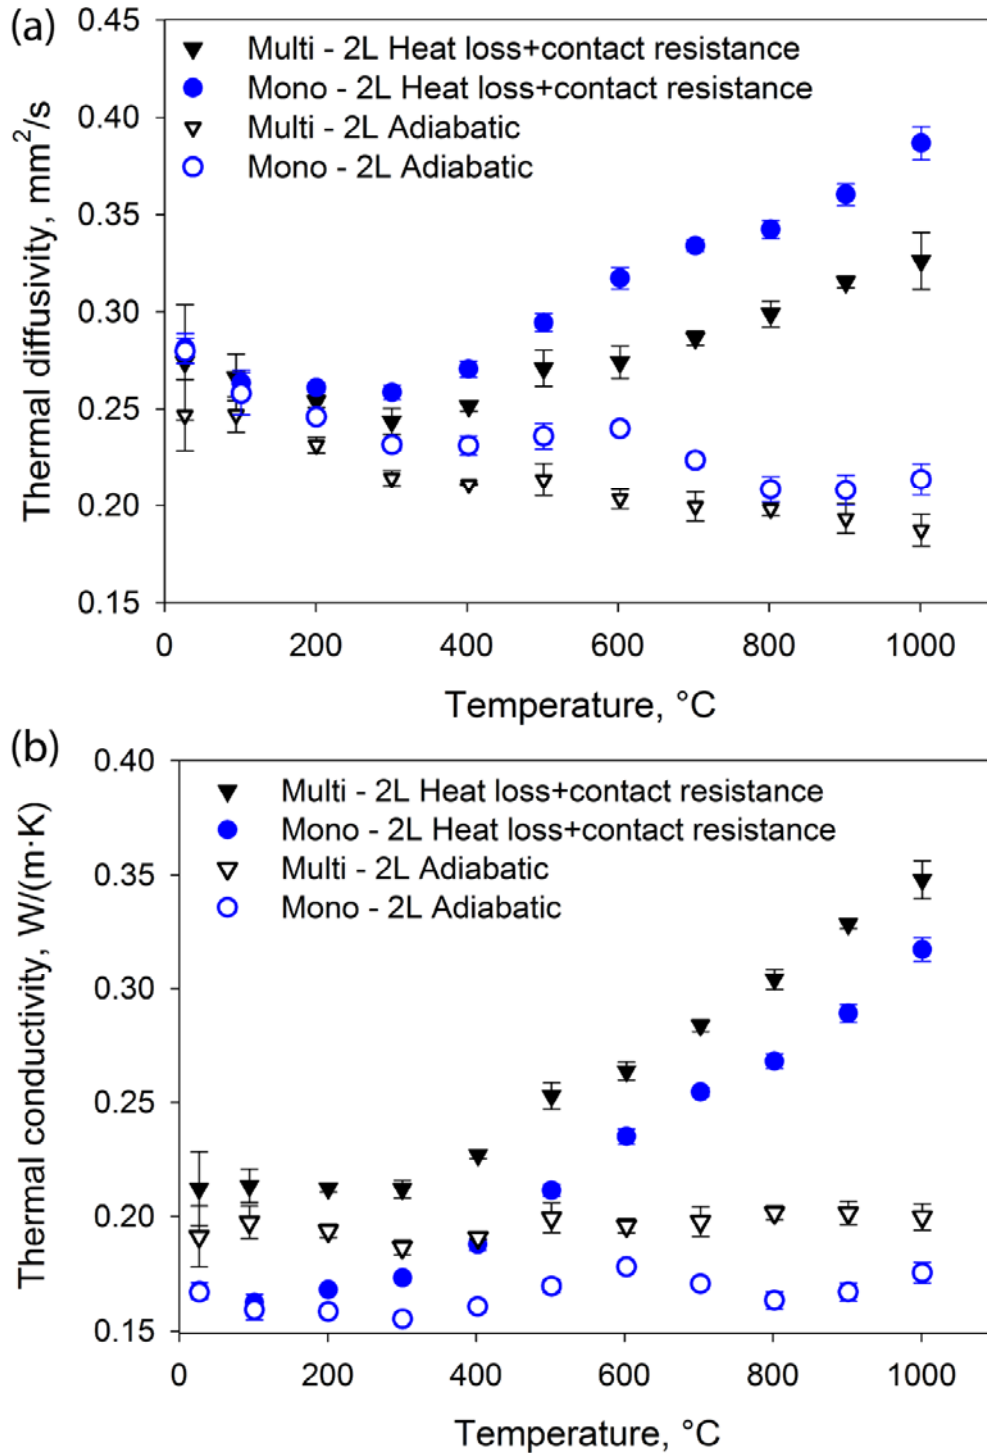 (a)
0.45
0.40
0.35
0.30
0.25
0.20
0.15
Thermal diffusivity, mm²/s
Multi - 2L Heat loss+contact resistance
Mono - 2L Heat loss+contact resistance
Multi - 2L Adiabatic
Mono - 2L Adiabatic
0 200 400 600 800 1000
Temperature, °C
(b)
0.40
0.35
0.30
0.25
0.20
0.15
Thermal conductivity, W/(m·K)
Multi - 2L Heat loss+contact resistance
Mono - 2L Heat loss+contact resistance
Multi - 2L Adiabatic
Mono - 2L Adiabatic
0 200 400 600 800 1000
Temperature, °C